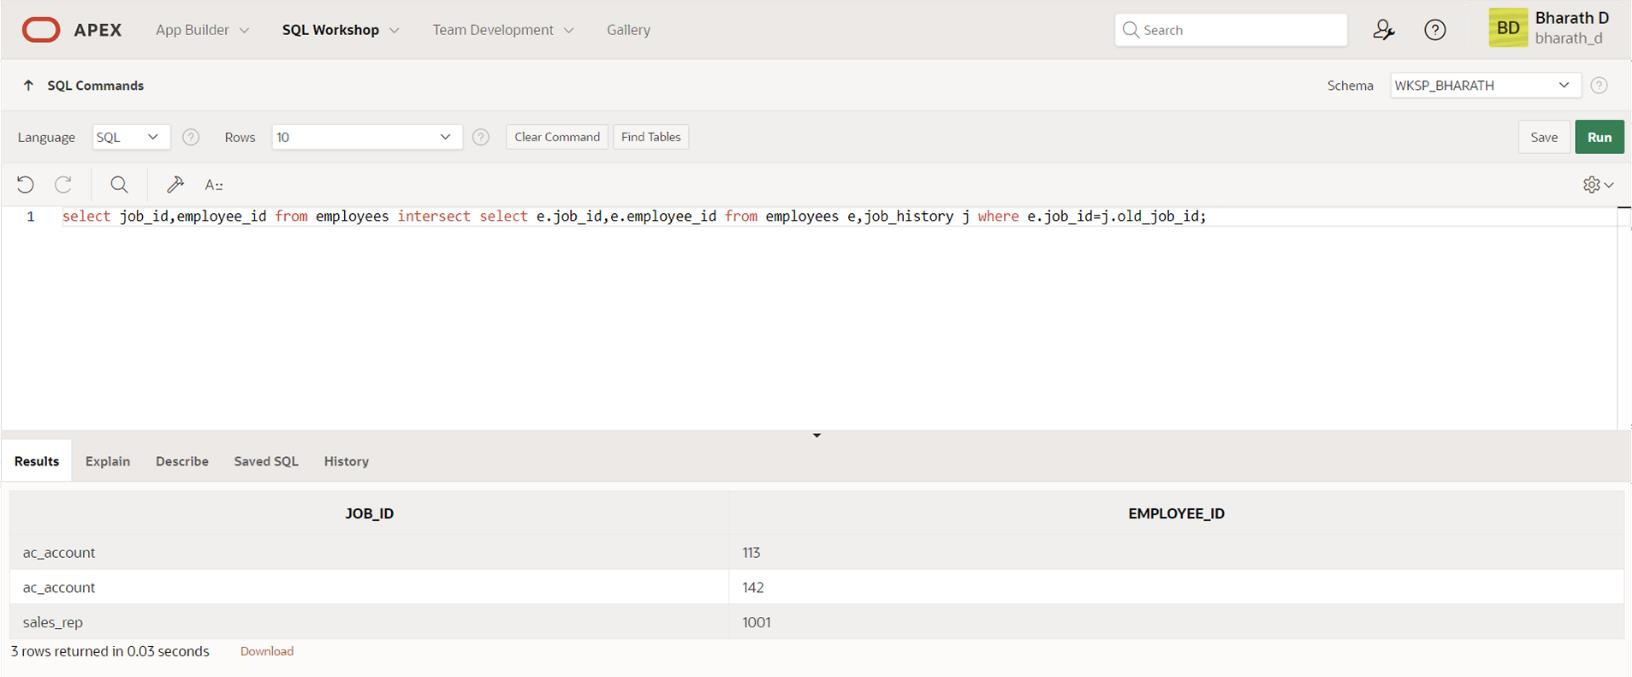 APEX App Builder SQL Workshop Team Development Gallery Search BD Bharath D
bharath_d
SQL Commands Schema WKSP_BHARATH
Language SQL Rows 10 Clear Command Find Tables Save Run
A::
1 select job_id,employee_id from employees intersect select e.job_id,e.employee_id from employees e,job_history j where e.job_id=j.old_job_id;
Results Explain Describe Saved SQL History
JOB_ID EMPLOYEE_ID
ac_account 113
ac_account 142
sales_rep 1001
3 rows returned in 0.03 seconds Download